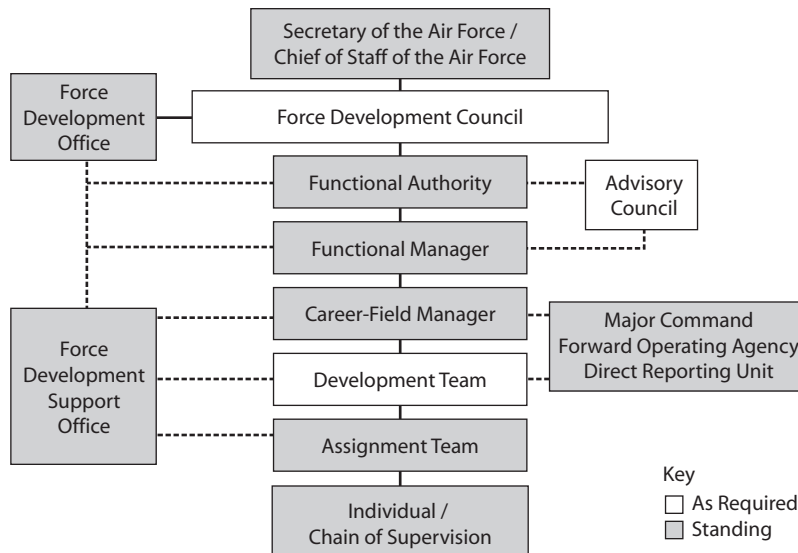 Secretary of the Air Force /
Chief of Staff of the Air Force
Force
Development
Office
Force Development Council
Functional Authority
Advisory
Council
Functional Manager
Career-Field Manager
Major Command
Forward Operating Agency
Direct Reporting Unit
Force
Development
Support
Office
Development Team
Assignment Team
Individual /
Chain of Supervision
Key
As Required
Standing